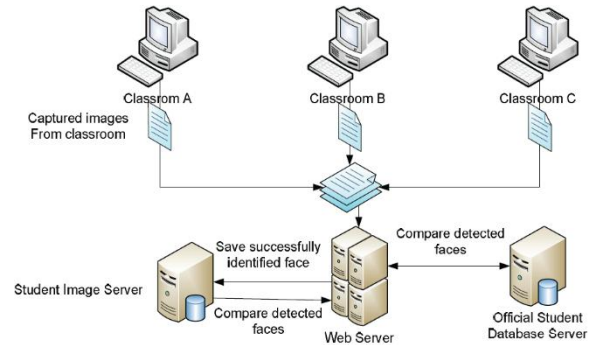 Classrom A
Classroom B
Classroom C
Captured images
From classroom
Save successfully
identified face
Compare detected
faces
Student Image Server
Compare detected
faces
Web Server
Official Student
Database Server